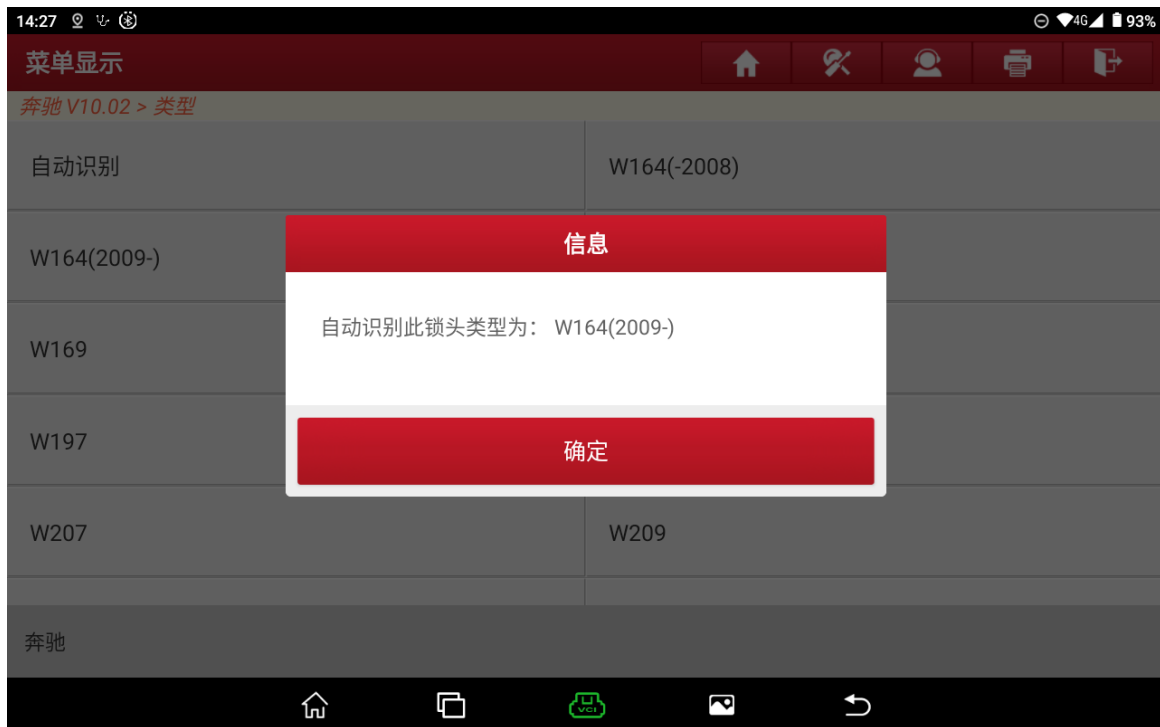 14:27 4G 93%
菜单显示
奔驰 V10.02 > 类型
自动识别 W164(-2008)
W164(2009-)
信息
自动识别此锁头类型为： W164(2009-)
W169
W197
确定
W207 W209
奔驰
VCI